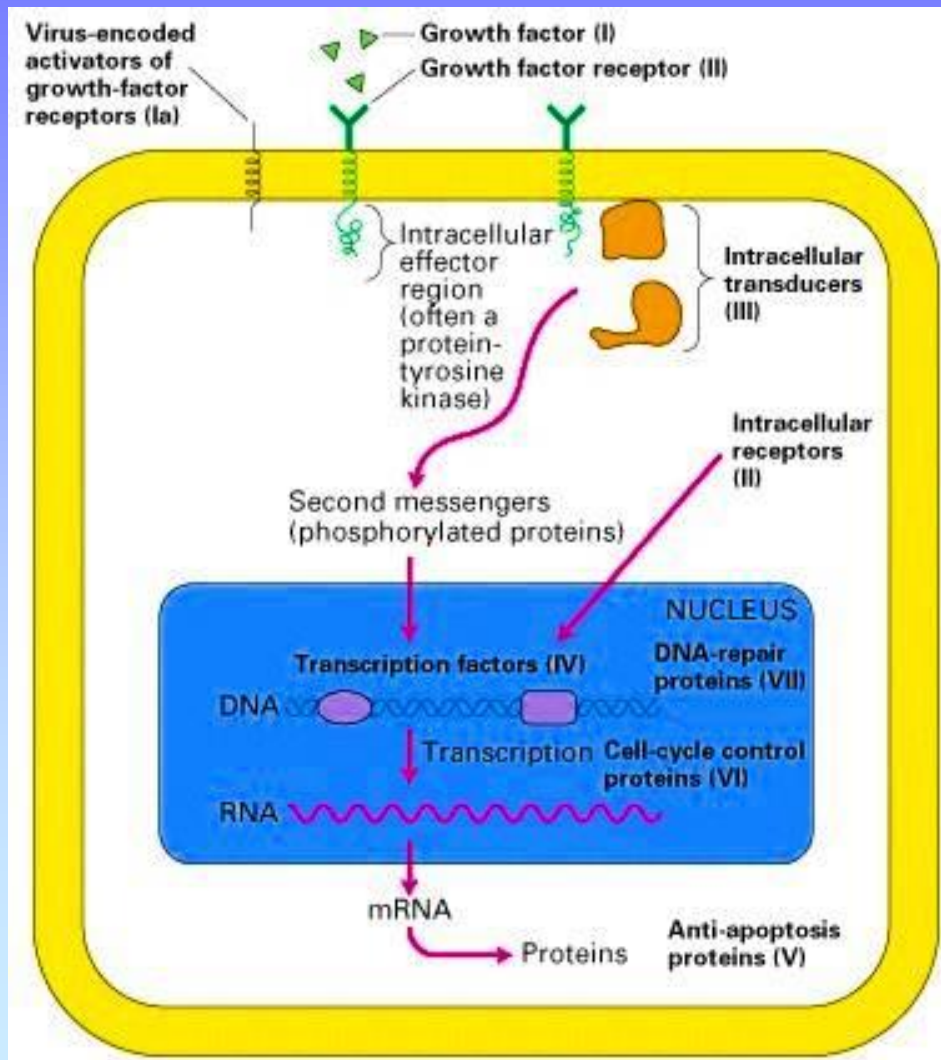 Virus-encoded
activators of
growth-factor
receptors (Ia)
Growth factor (I)
Growth factor receptor (II)
Intracellular
effector
region
(often a
protein-
tyrosine
kinase)
Intracellular
transducers
(III)
Intracellular
receptors
(II)
Second messengers
(phosphorylated proteins)
NUCLEUS
Transcription factors (IV)
DNA-repair
proteins (VII)
DNA
Transcription
Cell-cycle control
proteins (VI)
RNA
mRNA
Proteins
Anti-apoptosis
proteins (V)